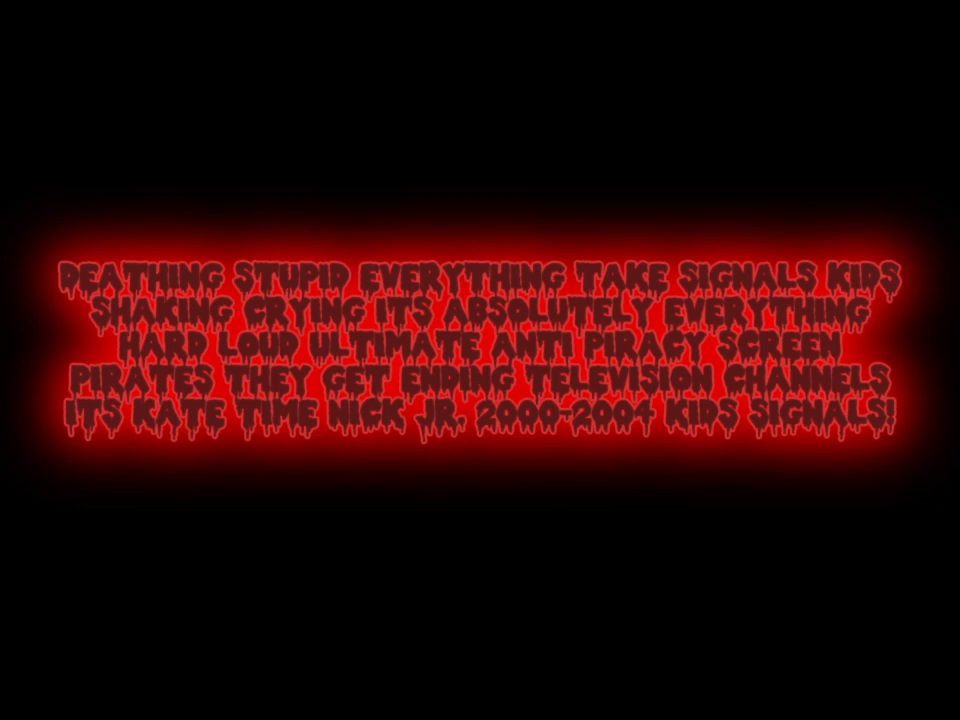 DEATHING STUPID EVERYTHING TAKE SIGNALS KIDS
SHAKING CRYING ITS ABSOLUTELY EVERYTHING
HARD LOUD ULTIMATE ANTI PIRACY SCREEN
PIRATES THEY GET ENDING TELEVISION CHANNELS
ITS KATE TIME NICK JR. 2000-2004 KIDS SIGNALS!